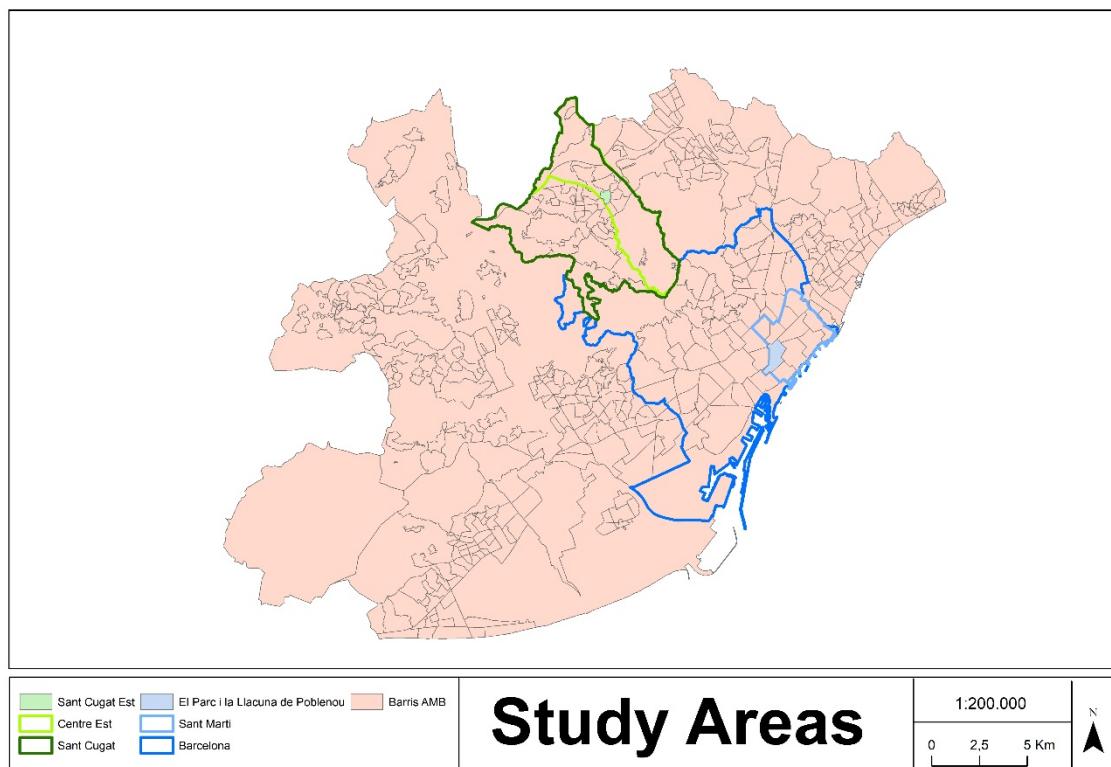 Sant Cugat Est
El Parc i la Llacuna de Poblenou
Barris AMB
Centre Est
Sant Marti
Sant Cugat
Barcelona
Study Areas
1:200.000
0 2,5 5 Km
N